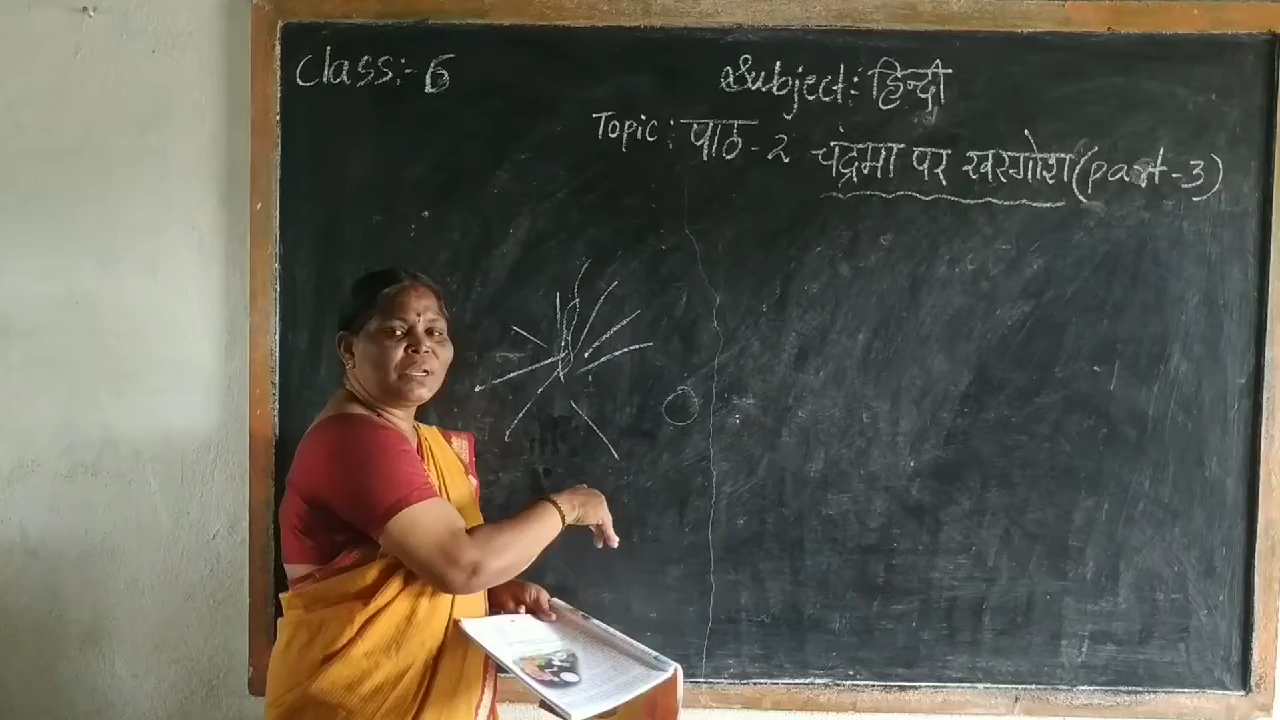 Class:- 6
Subject: हिन्दी
Topic: पाठ - 2 चंद्रमा पर खरगोश (part-3)